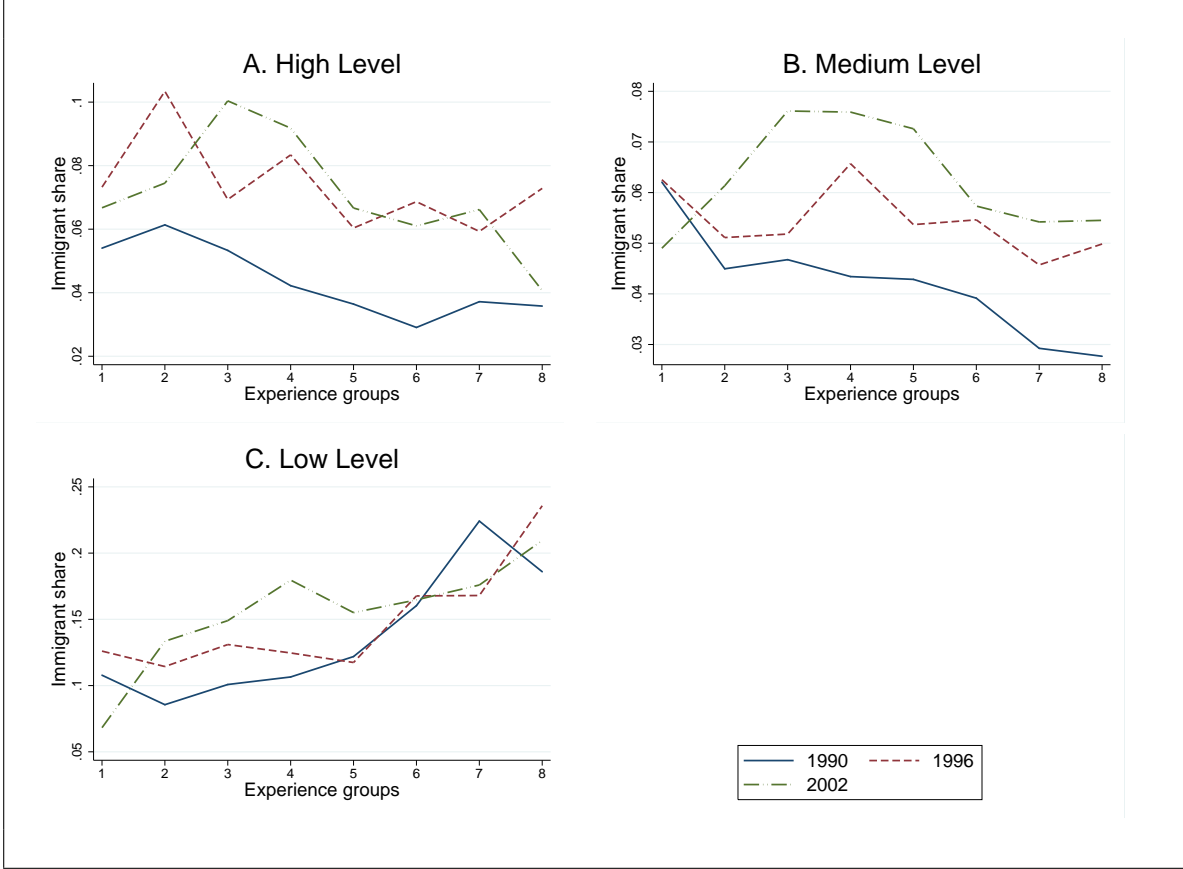 A. High Level
Immigrant share
.1
.08
.06
.04
.02
1 2 3 4 5 6 7 8
Experience groups
B. Medium Level
Immigrant share
.08
.07
.06
.05
.04
.03
1 2 3 4 5 6 7 8
Experience groups
C. Low Level
Immigrant share
.25
.2
.15
.1
.05
1 2 3 4 5 6 7 8
Experience groups
1990 1996
2002